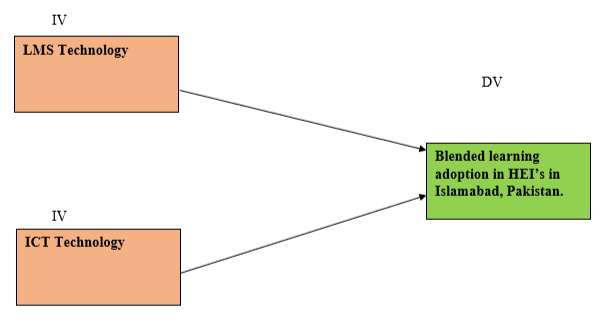 IV
LMS Technology
DV
Blended learning
adoption in HEI's in
Islamabad, Pakistan.
IV
ICT Technology